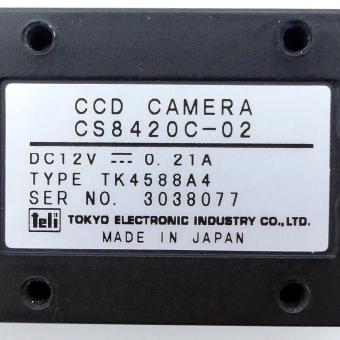 CCD CAMERA
CS8420C-02
DC12V ⎓ 0.21A
TYPE TK4588A4
SER NO. 3038077
teli TOKYO ELECTRONIC INDUSTRY CO., LTD.
MADE IN JAPAN